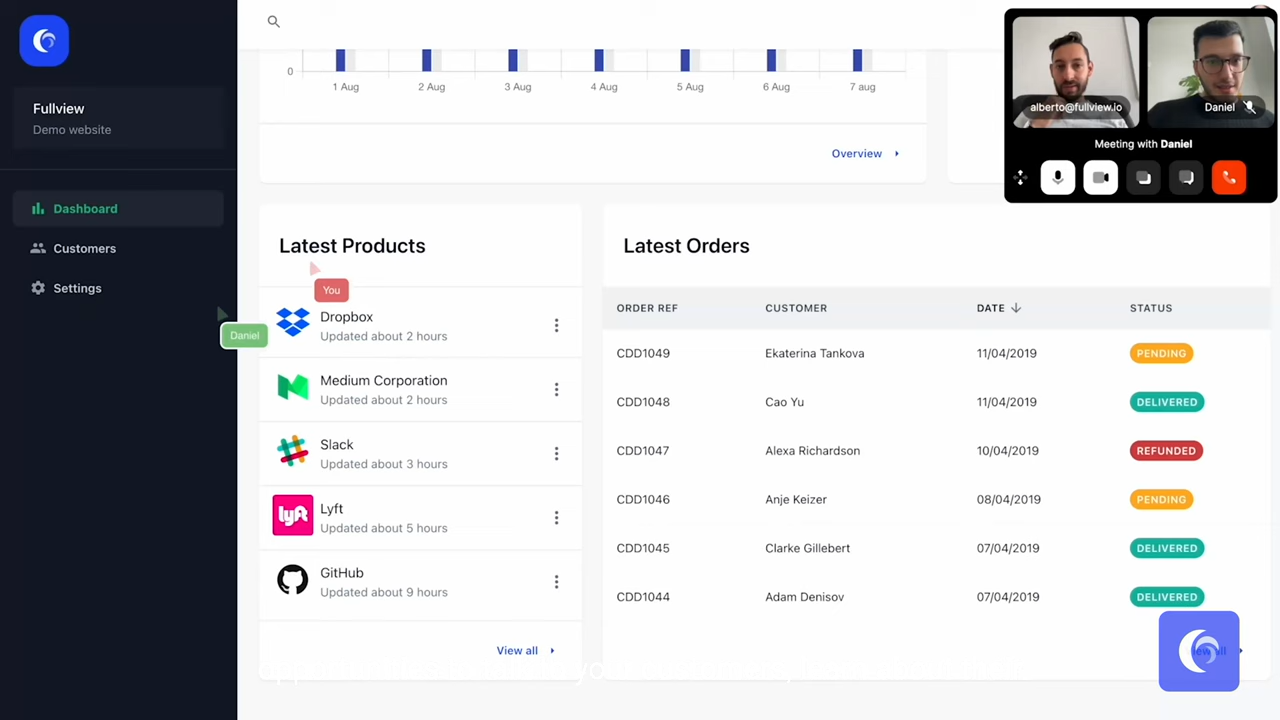 Fullview
Demo website
Dashboard
Customers
Settings
Daniel
0
1 Aug 2 Aug 3 Aug 4 Aug 5 Aug 6 Aug 7 aug
Overview
Latest Products
You
Dropbox
Updated about 2 hours
Medium Corporation
Updated about 2 hours
Slack
Updated about 3 hours
lyft
Lyft
Updated about 5 hours
GitHub
Updated about 9 hours
View all
Latest Orders
ORDER REF CUSTOMER DATE STATUS
CDD1049 Ekaterina Tankova 11/04/2019 PENDING
CDD1048 Cao Yu 11/04/2019 DELIVERED
CDD1047 Alexa Richardson 10/04/2019 REFUNDED
CDD1046 Anje Keizer 08/04/2019 PENDING
CDD1045 Clarke Gillebert 07/04/2019 DELIVERED
CDD1044 Adam Denisov 07/04/2019 DELIVERED
View all
alberto@fullview.io
Daniel
Meeting with Daniel